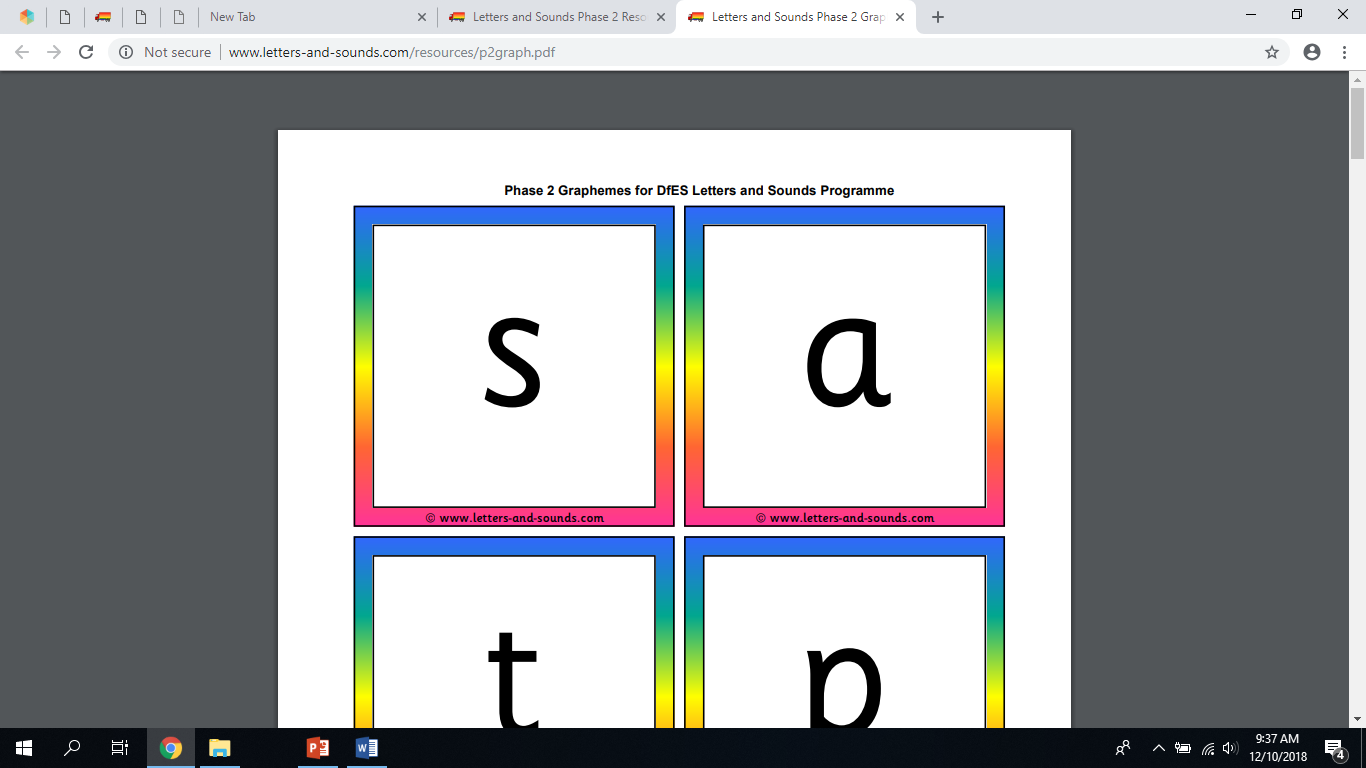 New Tab
Letters and Sounds Phase 2 Reso
Letters and Sounds Phase 2 Grap
Not secure
www.letters-and-sounds.com/resources/p2graph.pdf
Phase 2 Graphemes for DfES Letters and Sounds Programme
s a
© www.letters-and-sounds.com © www.letters-and-sounds.com
t p
9:37 AM
12/10/2018
4